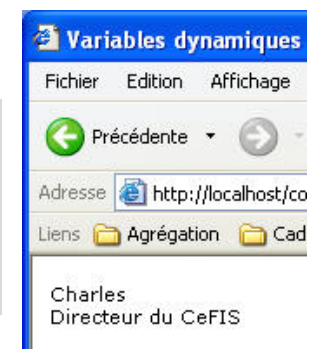 Variables dynamiques
Fichier Edition Affichage
Précédente
Adresse http://localhost/co
Liens Agrégation Cad
Charles
Directeur du CeFIS